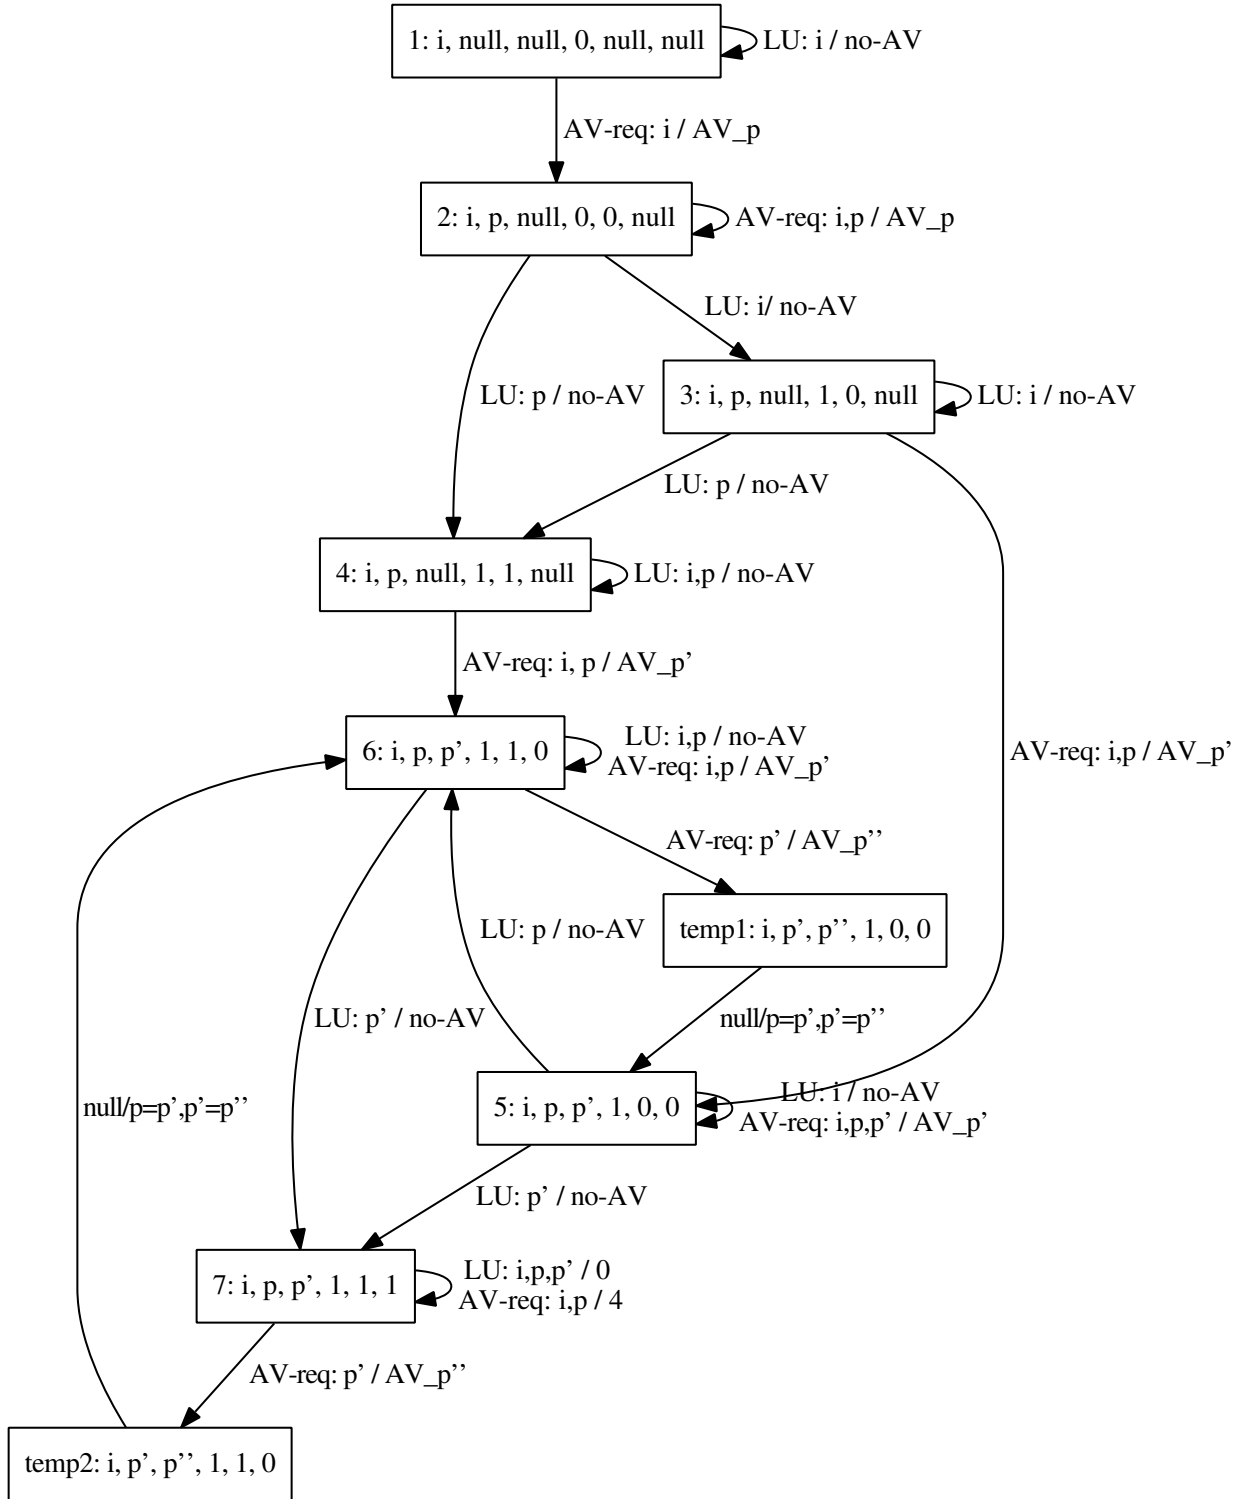 1: i, null, null, 0, null, null
LU: i / no-AV
AV-req: i / AV_p
2: i, p, null, 0, 0, null
AV-req: i,p / AV_p
LU: i/ no-AV
LU: p / no-AV
3: i, p, null, 1, 0, null
LU: i / no-AV
LU: p / no-AV
4: i, p, null, 1, 1, null
LU: i,p / no-AV
AV-req: i, p / AV_p’
6: i, p, p’, 1, 1, 0
LU: i,p / no-AV
AV-req: i,p / AV_p’
AV-req: i,p / AV_p’
AV-req: p’ / AV_p’’
LU: p / no-AV
temp1: i, p’, p’’, 1, 0, 0
LU: p’ / no-AV
null/p=p’,p’=p’’
null/p=p’,p’=p’’
5: i, p, p’, 1, 0, 0
LU: i / no-AV
AV-req: i,p,p’ / AV_p’
LU: p’ / no-AV
7: i, p, p’, 1, 1, 1
LU: i,p,p’ / 0
AV-req: i,p / 4
AV-req: p’ / AV_p’’
temp2: i, p’, p’’, 1, 1, 0